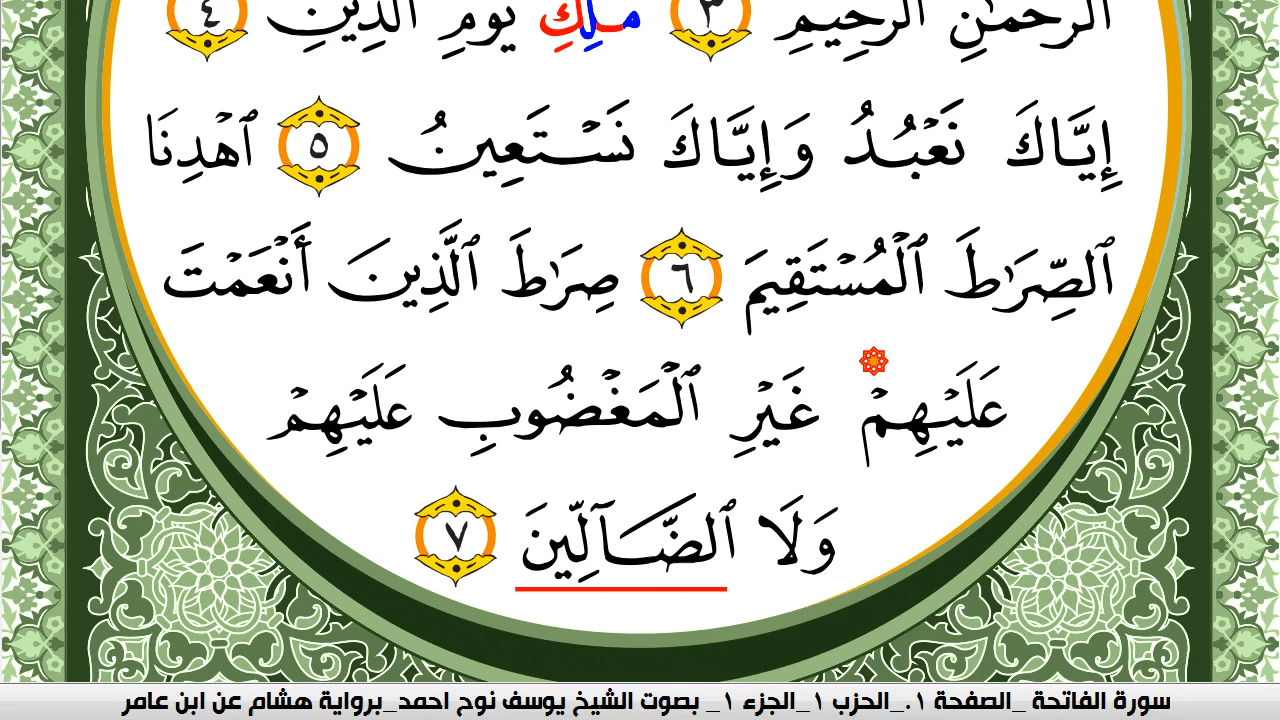 ٱلرَّحْمَٰنِ ٱلرَّحِيمِ ٣ مَلِكِ يَوْمِ ٱلدِّينِ ٤
إِيَّاكَ نَعْبُدُ وَإِيَّاكَ نَسْتَعِينُ ٥ ٱهْدِنَا
ٱلصِّرَٰطَ ٱلْمُسْتَقِيمَ ٦ صِرَٰطَ ٱلَّذِينَ أَنْعَمْتَ
عَلَيْهِمْ غَيْرِ ٱلْمَغْضُوبِ عَلَيْهِمْ
وَلَا ٱلضَّآلِّينَ ٧
سورة الفاتحة _الصفحة ١._الحزب ١_الجزء ١_ بصوت الشيخ يوسف نوح احمد_برواية هشام عن ابن عامر